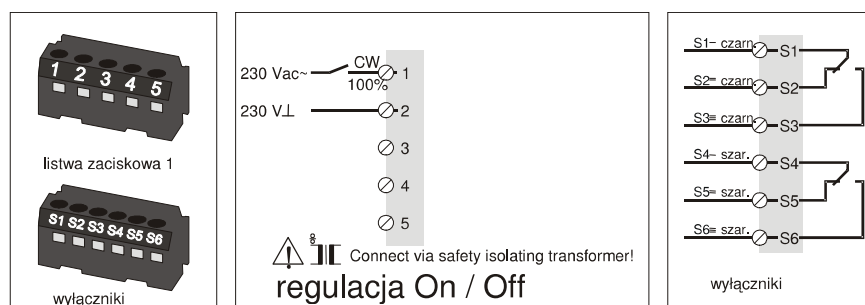 1 2 3 4 5
listwa zaciskowa 1
S1 S2 S3 S4 S5 S6
wyłączniki
230 Vac~ CW 1
100%
230 V⊥ 2
3
4
5
Connect via safety isolating transformer!
regulacja On / Off
S1− czarn. S1
S2= czarn. S2
S3≡ czarn. S3
S4− szar. S4
S5= szar. S5
S6≡ szar. S6
wyłączniki